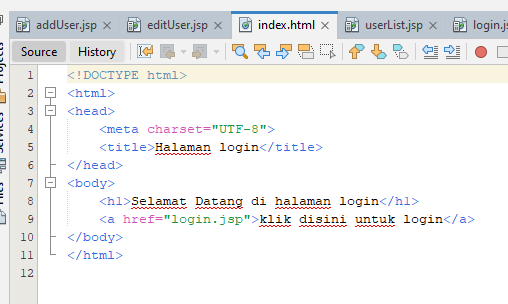 addUser.jsp editUser.jsp index.html userList.jsp login.j
Source History
Projects
Services
Files
1 <!DOCTYPE html>
2 <html>
3 <head>
4 <meta charset="UTF-8">
5 <title>Halaman login</title>
6 </head>
7 <body>
8 <h1>Selamat Datang di halaman login</h1>
9 <a href="login.jsp">klik disini untuk login</a>
10 </body>
11 </html>
12